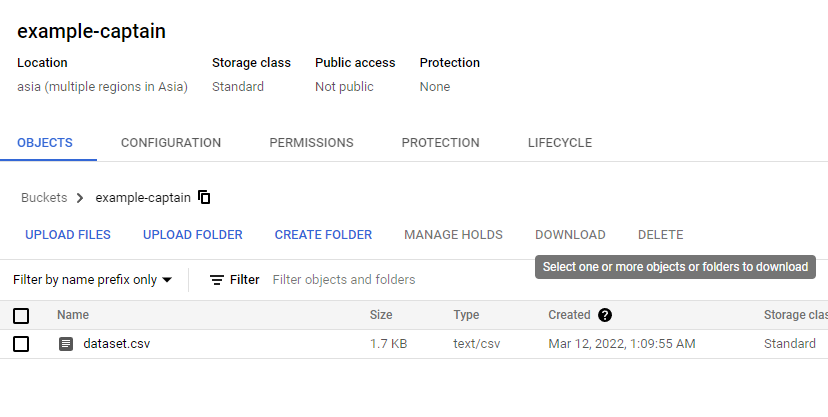 example-captain
Location Storage class Public access Protection
asia (multiple regions in Asia) Standard Not public None
OBJECTS CONFIGURATION PERMISSIONS PROTECTION LIFECYCLE
Buckets > example-captain
UPLOAD FILES UPLOAD FOLDER CREATE FOLDER MANAGE HOLDS DOWNLOAD DELETE
Select one or more objects or folders to download
Filter by name prefix only Filter Filter objects and folders
Name Size Type Created ? Storage clas
dataset.csv 1.7 KB text/csv Mar 12, 2022, 1:09:55 AM Standard